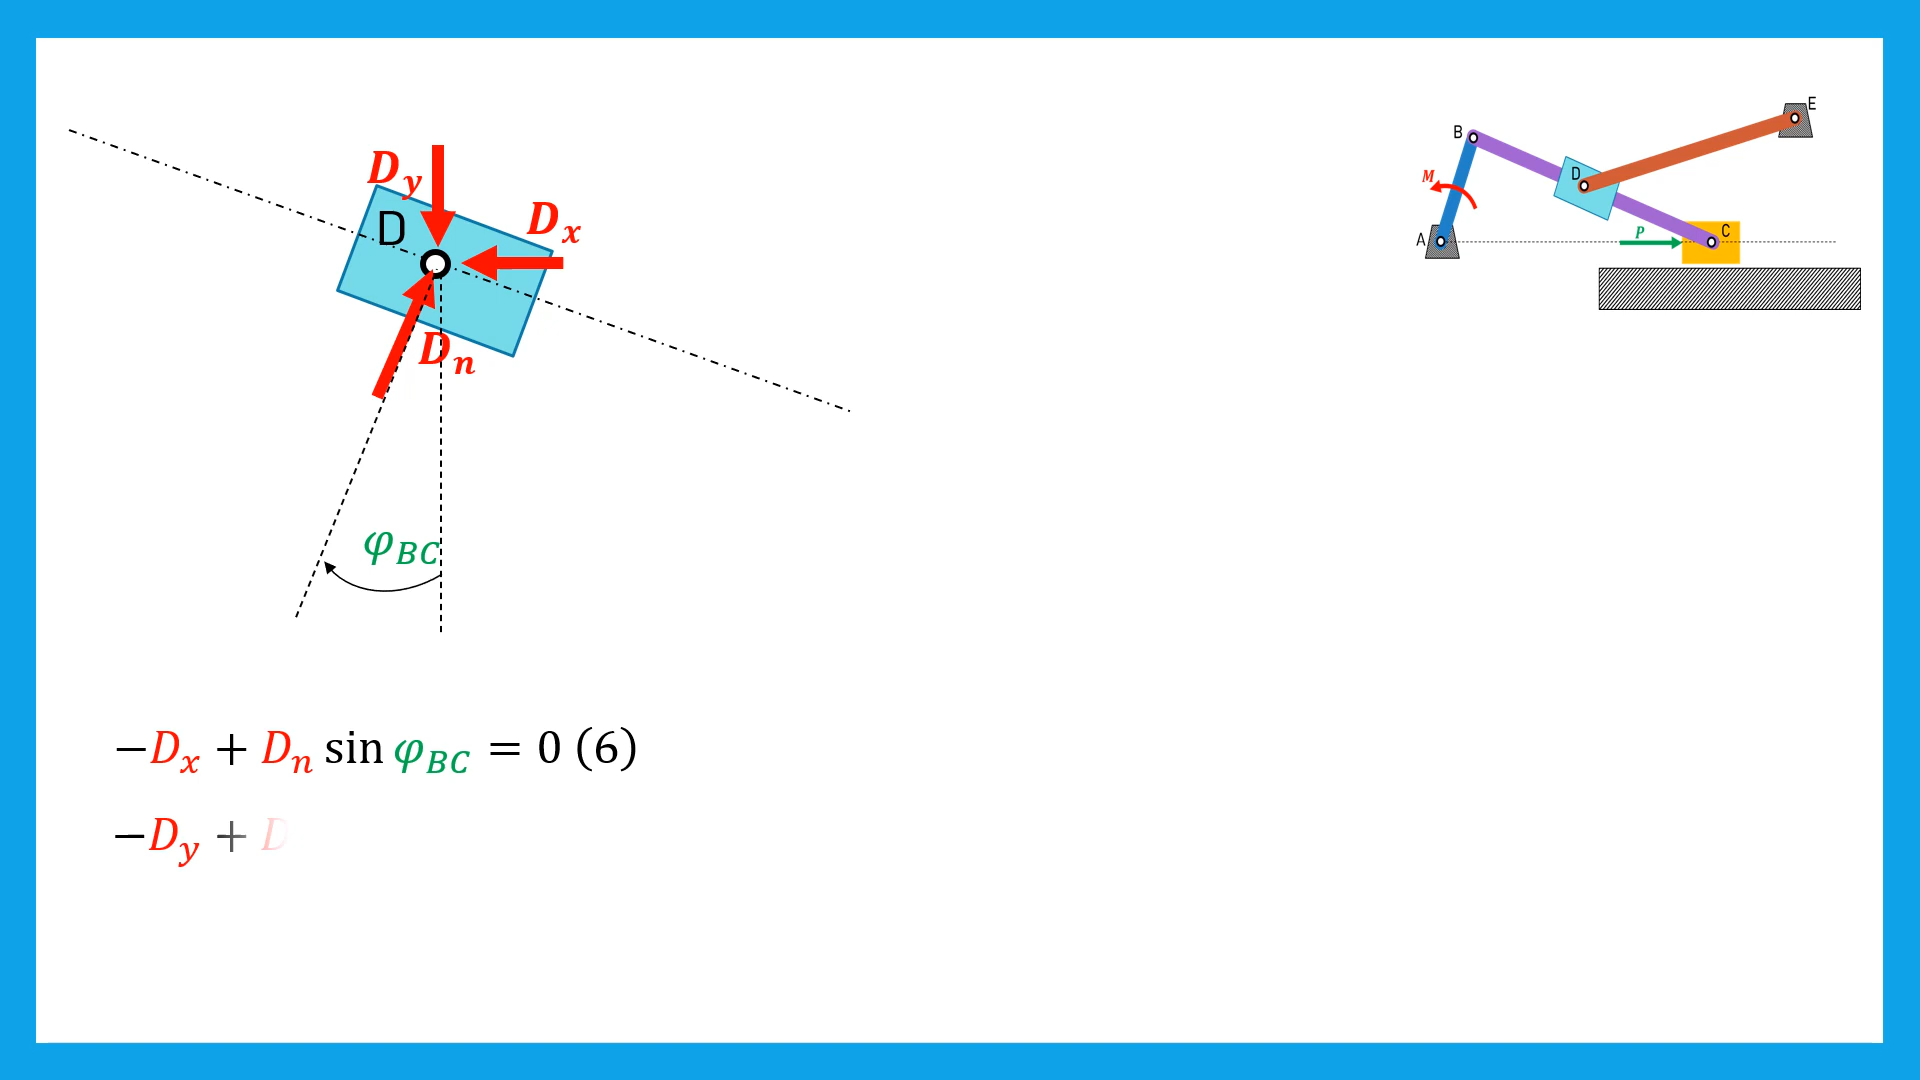 D_y
D
D_x
D_n
φ_BC
−D_x + D_n sin φ_BC = 0 (6)
−D_y + D
E
B
M
D
A
P
C